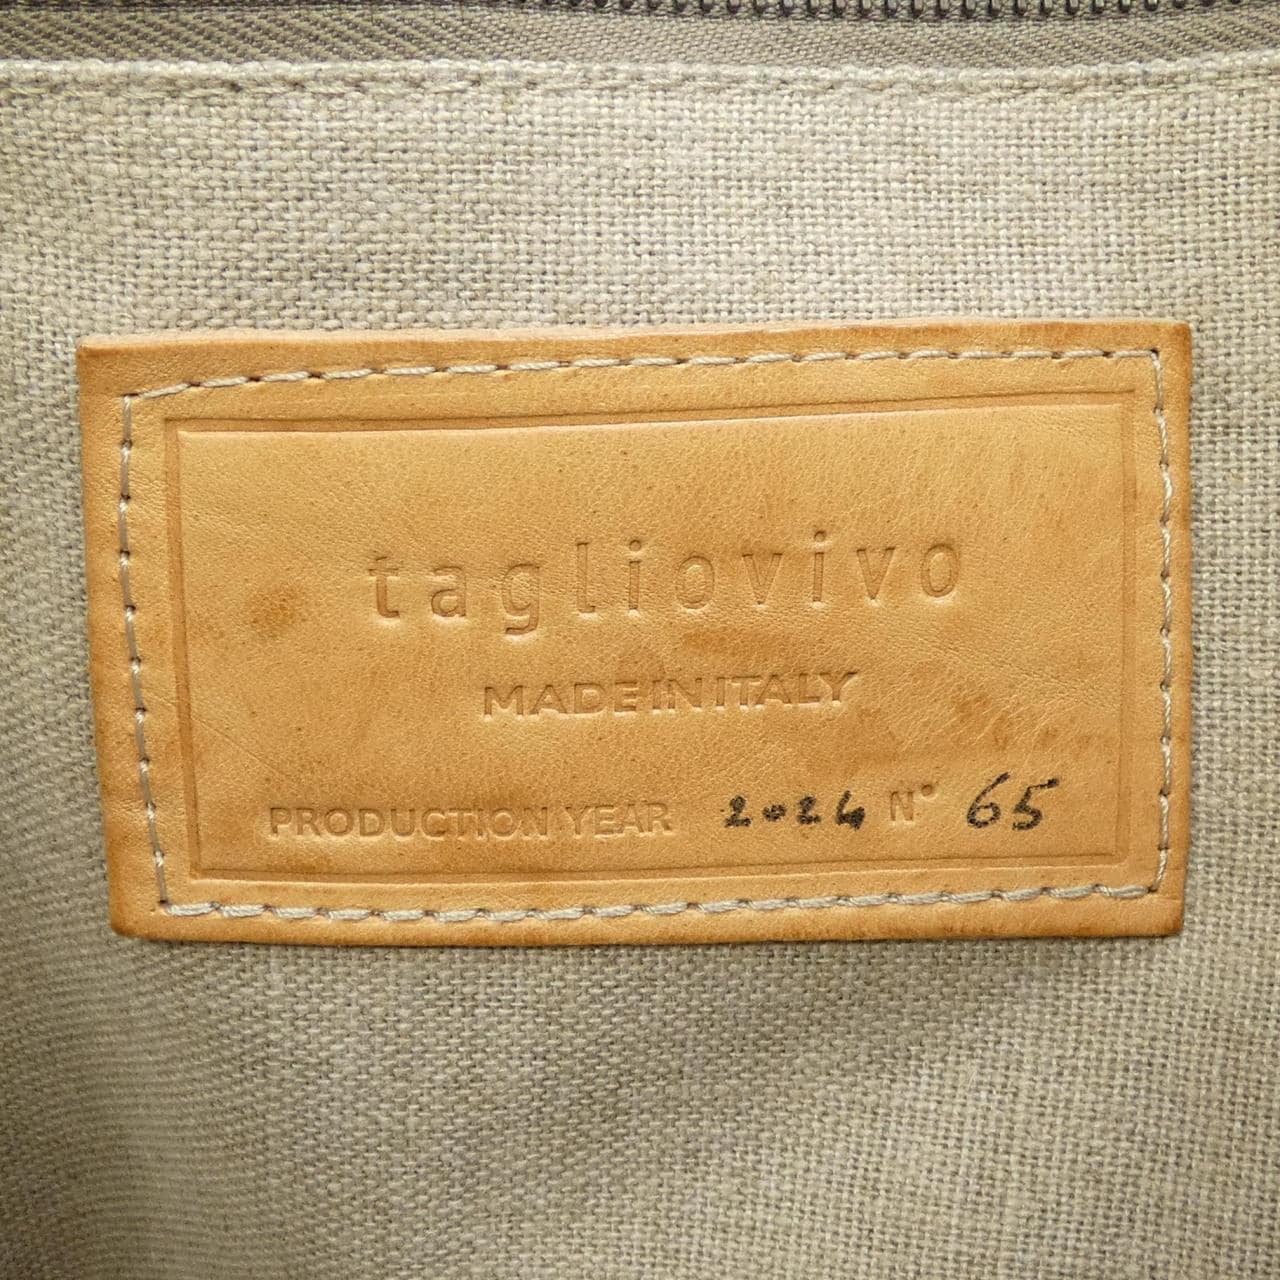 tagliovivo
MADE IN ITALY
PRODUCTION YEAR 2024 N° 65